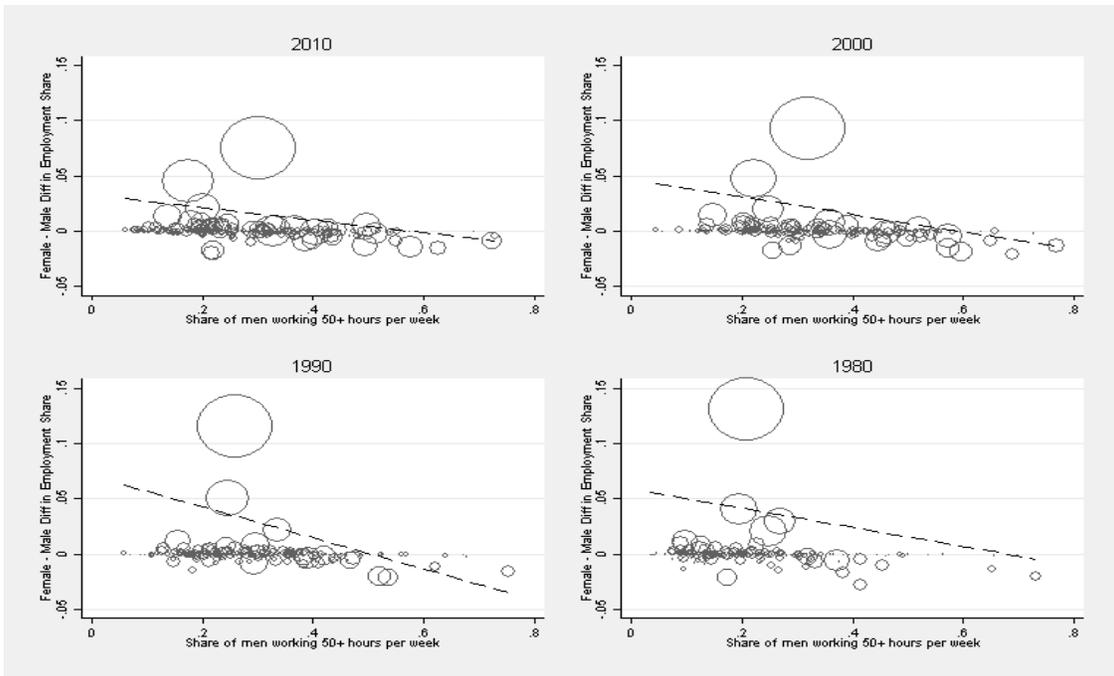 2010
Female - Male Diff in Employment Share
.15
.1
.05
0
-.05
0 .2 .4 .6 .8
Share of men working 50+ hours per week
2000
Female - Male Diff in Employment Share
.15
.1
.05
0
-.05
0 .2 .4 .6 .8
Share of men working 50+ hours per week
1990
Female - Male Diff in Employment Share
.15
.1
.05
0
-.05
0 .2 .4 .6 .8
Share of men working 50+ hours per week
1980
Female - Male Diff in Employment Share
.15
.1
.05
0
-.05
0 .2 .4 .6 .8
Share of men working 50+ hours per week